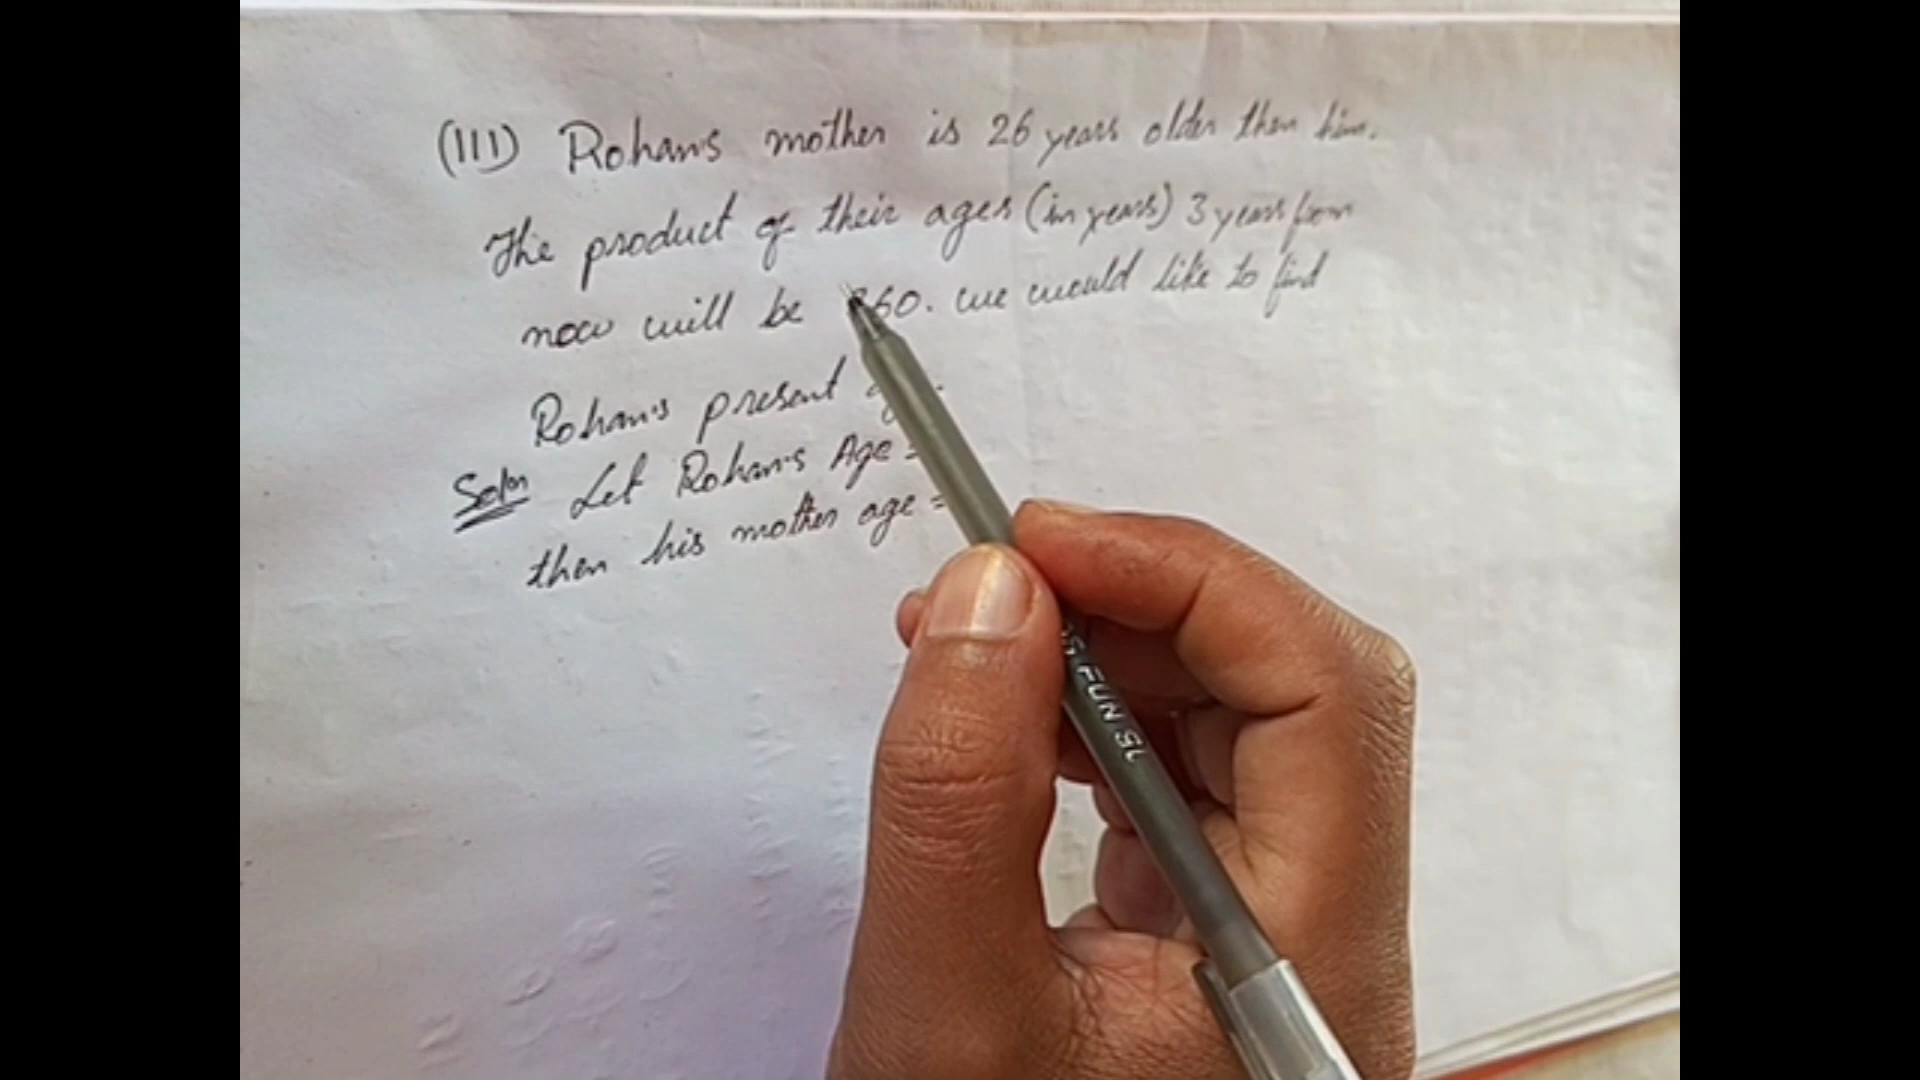 (III) Rohan's mother is 26 years older then him.
The product of their ages (in years) 3 years from
now will be 360. we would like to find
Rohan's present
Soln Let Rohan's Age =
then his mother age =
FUN SL